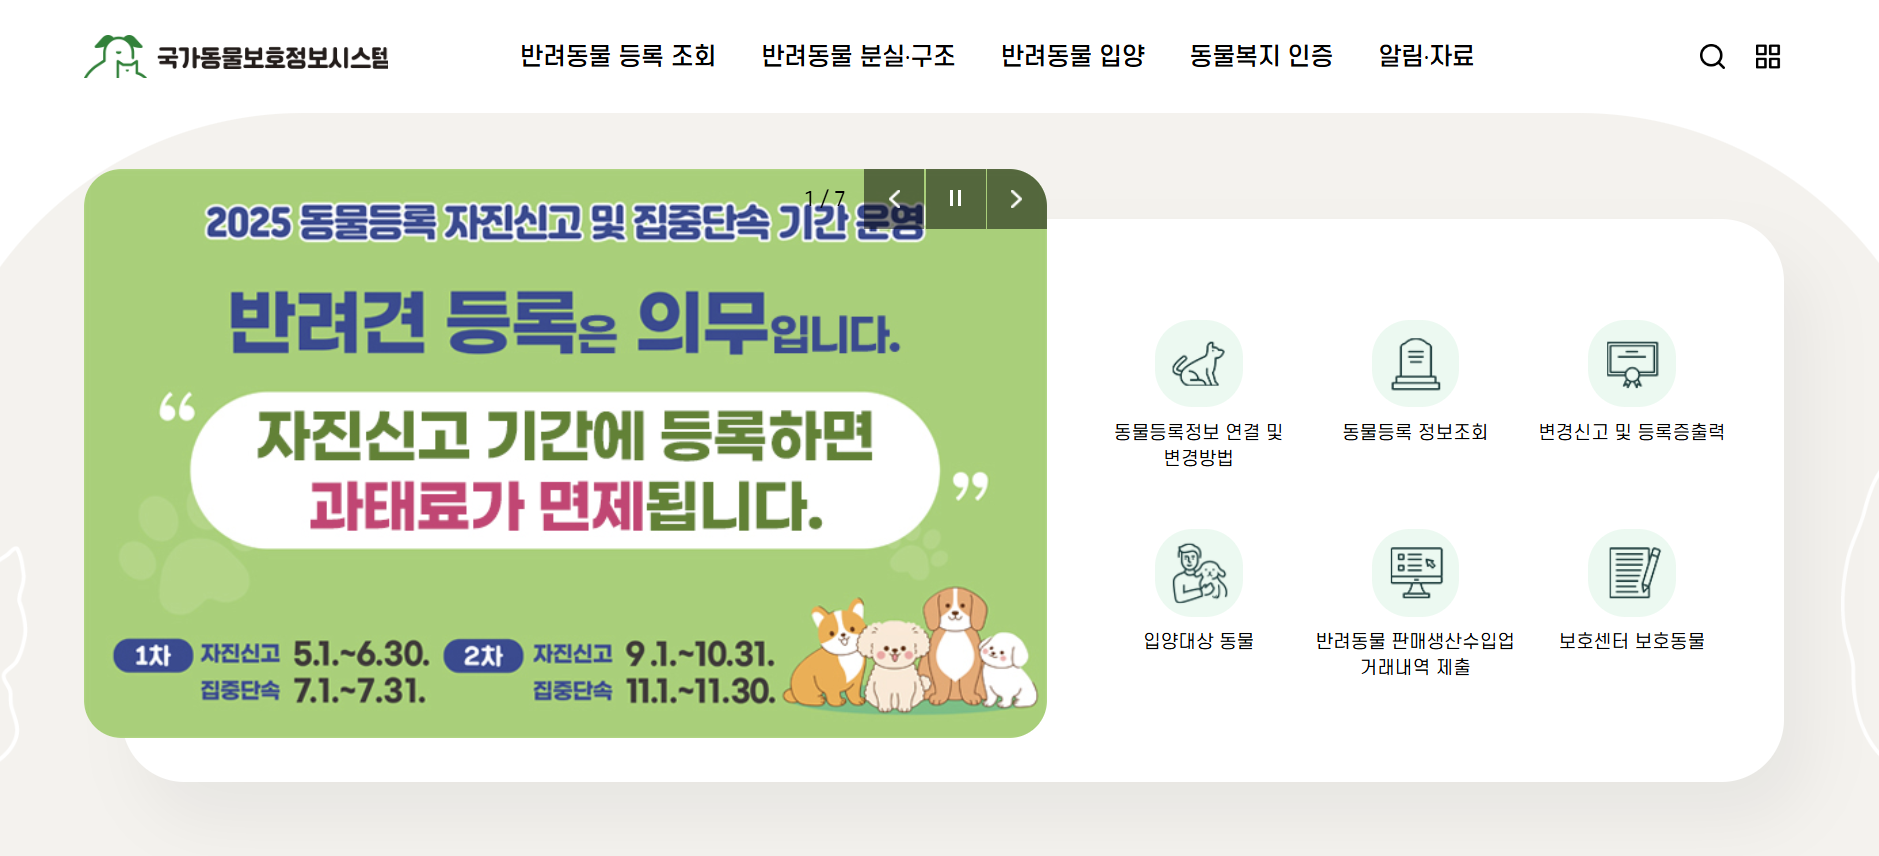 국가동물보호정보시스템
반려동물 등록 조회
반려동물 분실·구조
반려동물 입양
동물복지 인증
알림·자료
1 / 7
2025 동물등록 자진신고 및 집중단속 기간 운영
반려견 등록은 의무입니다.
“자진신고 기간에 등록하면
과태료가 면제됩니다.”
1차 자진신고 5.1.~6.30.
집중단속 7.1.~7.31.
2차 자진신고 9.1.~10.31.
집중단속 11.1.~11.30.
동물등록정보 연결 및
변경방법
동물등록 정보조회
변경신고 및 등록증출력
입양대상 동물
반려동물 판매생산수입업
거래내역 제출
보호센터 보호동물